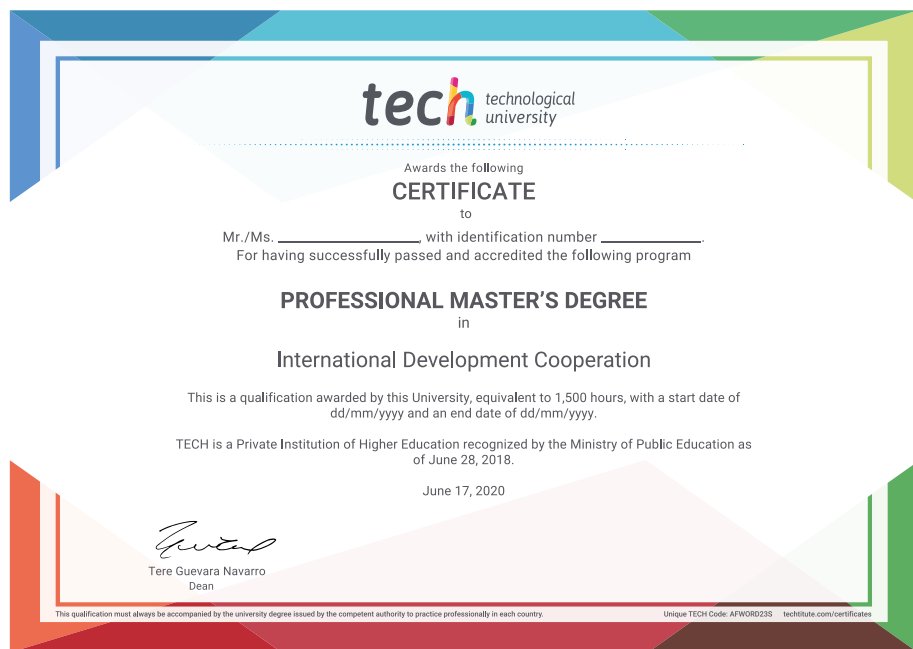 tech technological university
Awards the following
CERTIFICATE
to
Mr./Ms. ________________, with identification number ____________.
For having successfully passed and accredited the following program
PROFESSIONAL MASTER'S DEGREE
in
International Development Cooperation
This is a qualification awarded by this University, equivalent to 1,500 hours, with a start date of
dd/mm/yyyy and an end date of dd/mm/yyyy.
TECH is a Private Institution of Higher Education recognized by the Ministry of Public Education as
of June 28, 2018.
June 17, 2020
Tere Guevara Navarro
Dean
This qualification must always be accompanied by the university degree issued by the competent authority to practice professionally in each country.
Unique TECH Code: AFWORD23S techtitute.com/certificates